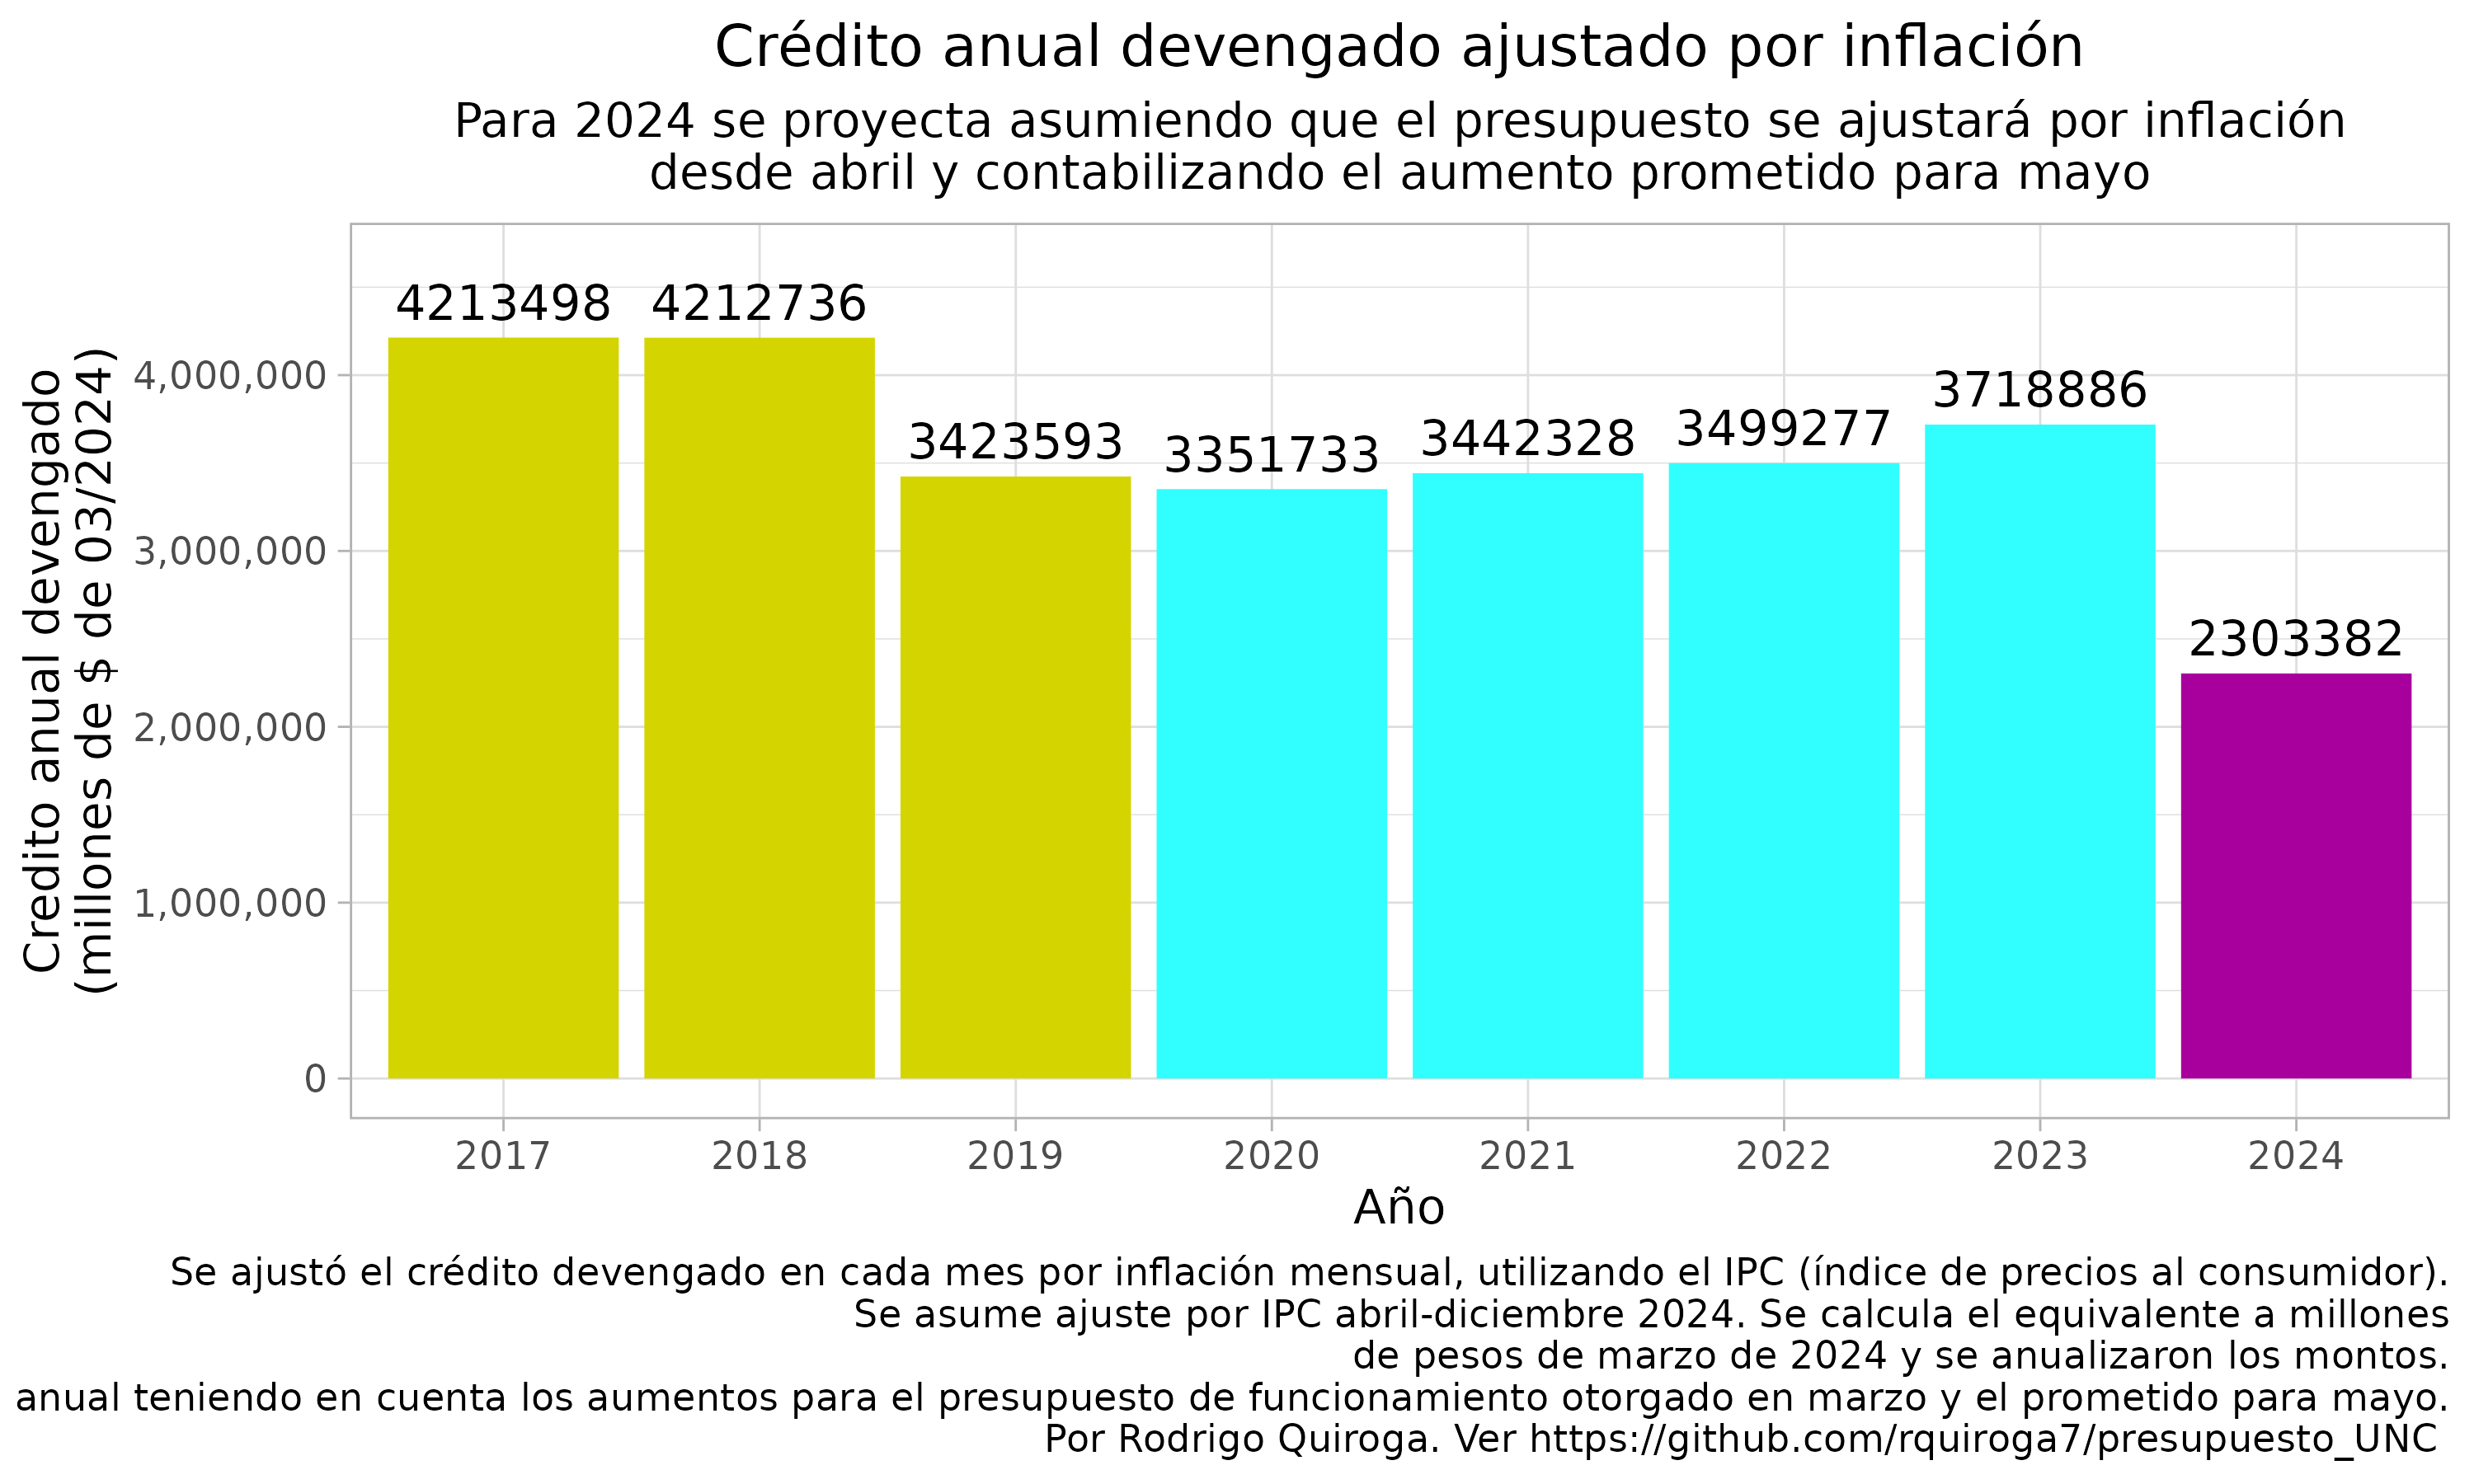 Crédito anual devengado ajustado por inflación
Para 2024 se proyecta asumiendo que el presupuesto se ajustará por inflación
desde abril y contabilizando el aumento prometido para mayo
Credito anual devengado
(millones de $ de 03/2024)
4,000,000
3,000,000
2,000,000
1,000,000
0
4213498
4212736
3423593
3351733
3442328
3499277
3718886
2303382
2017
2018
2019
2020
2021
2022
2023
2024
Año
Se ajustó el crédito devengado en cada mes por inflación mensual, utilizando el IPC (índice de precios al consumidor).
Se asume ajuste por IPC abril-diciembre 2024. Se calcula el equivalente a millones
de pesos de marzo de 2024 y se anualizaron los montos.
anual teniendo en cuenta los aumentos para el presupuesto de funcionamiento otorgado en marzo y el prometido para mayo.
Por Rodrigo Quiroga. Ver https://github.com/rquiroga7/presupuesto_UNC